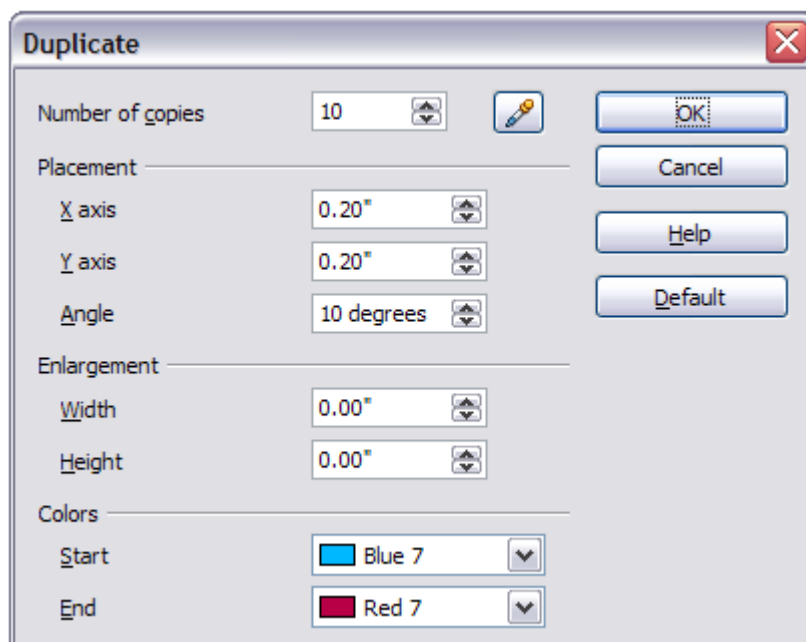 Duplicate
Number of copies 10 OK
Placement Cancel
X axis 0.20"
Y axis 0.20" Help
Angle 10 degrees Default
Enlargement
Width 0.00"
Height 0.00"
Colors
Start Blue 7
End Red 7